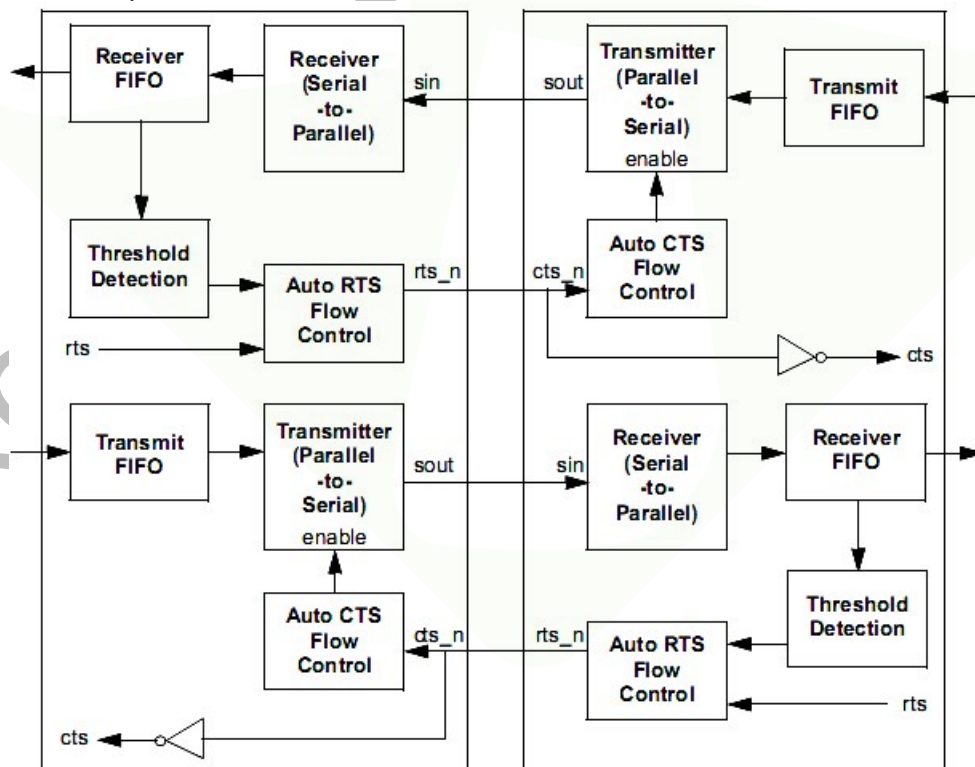 Receiver
FIFO
Receiver
(Serial
-to-
Parallel)
sin
sout
Transmitter
(Parallel
-to-
Serial)
enable
Transmit
FIFO
Threshold
Detection
Auto RTS
Flow
Control
rts
rts_n
cts_n
Auto CTS
Flow
Control
cts
Transmit
FIFO
Transmitter
(Parallel
-to-
Serial)
enable
sout
sin
Receiver
(Serial
-to-
Parallel)
Receiver
FIFO
Auto CTS
Flow
Control
cts_n
rts_n
Auto RTS
Flow
Control
Threshold
Detection
rts
cts